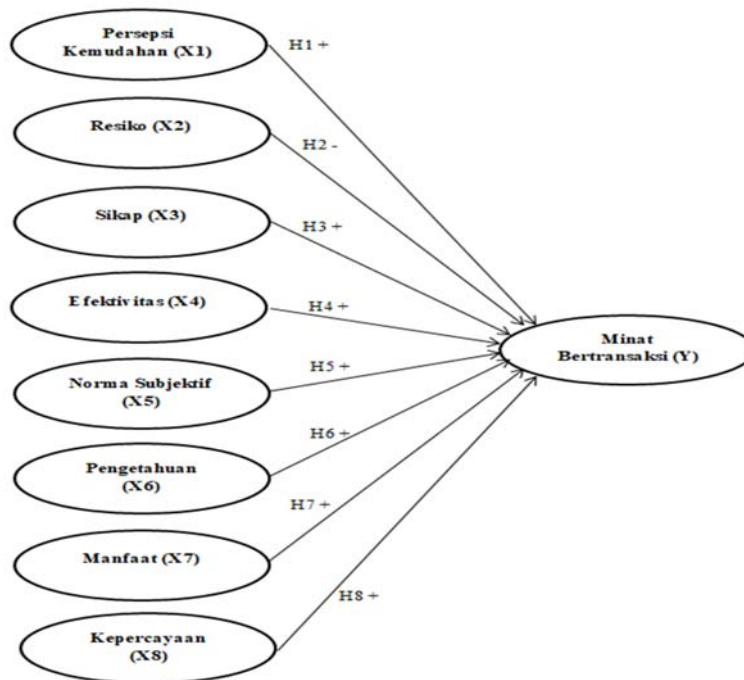 Persepsi
Kemudahan (X1)
H1 +
Resiko (X2)
H2 -
Sikap (X3)
H3 +
Efektivitas (X4)
H4 +
Norma Subjektif
(X5)
H5 +
Pengetahuan
(X6)
H6 +
Manfaat (X7)
H7 +
Kepercayaan
(X8)
H8 +
Minat
Bertransaksi (Y)